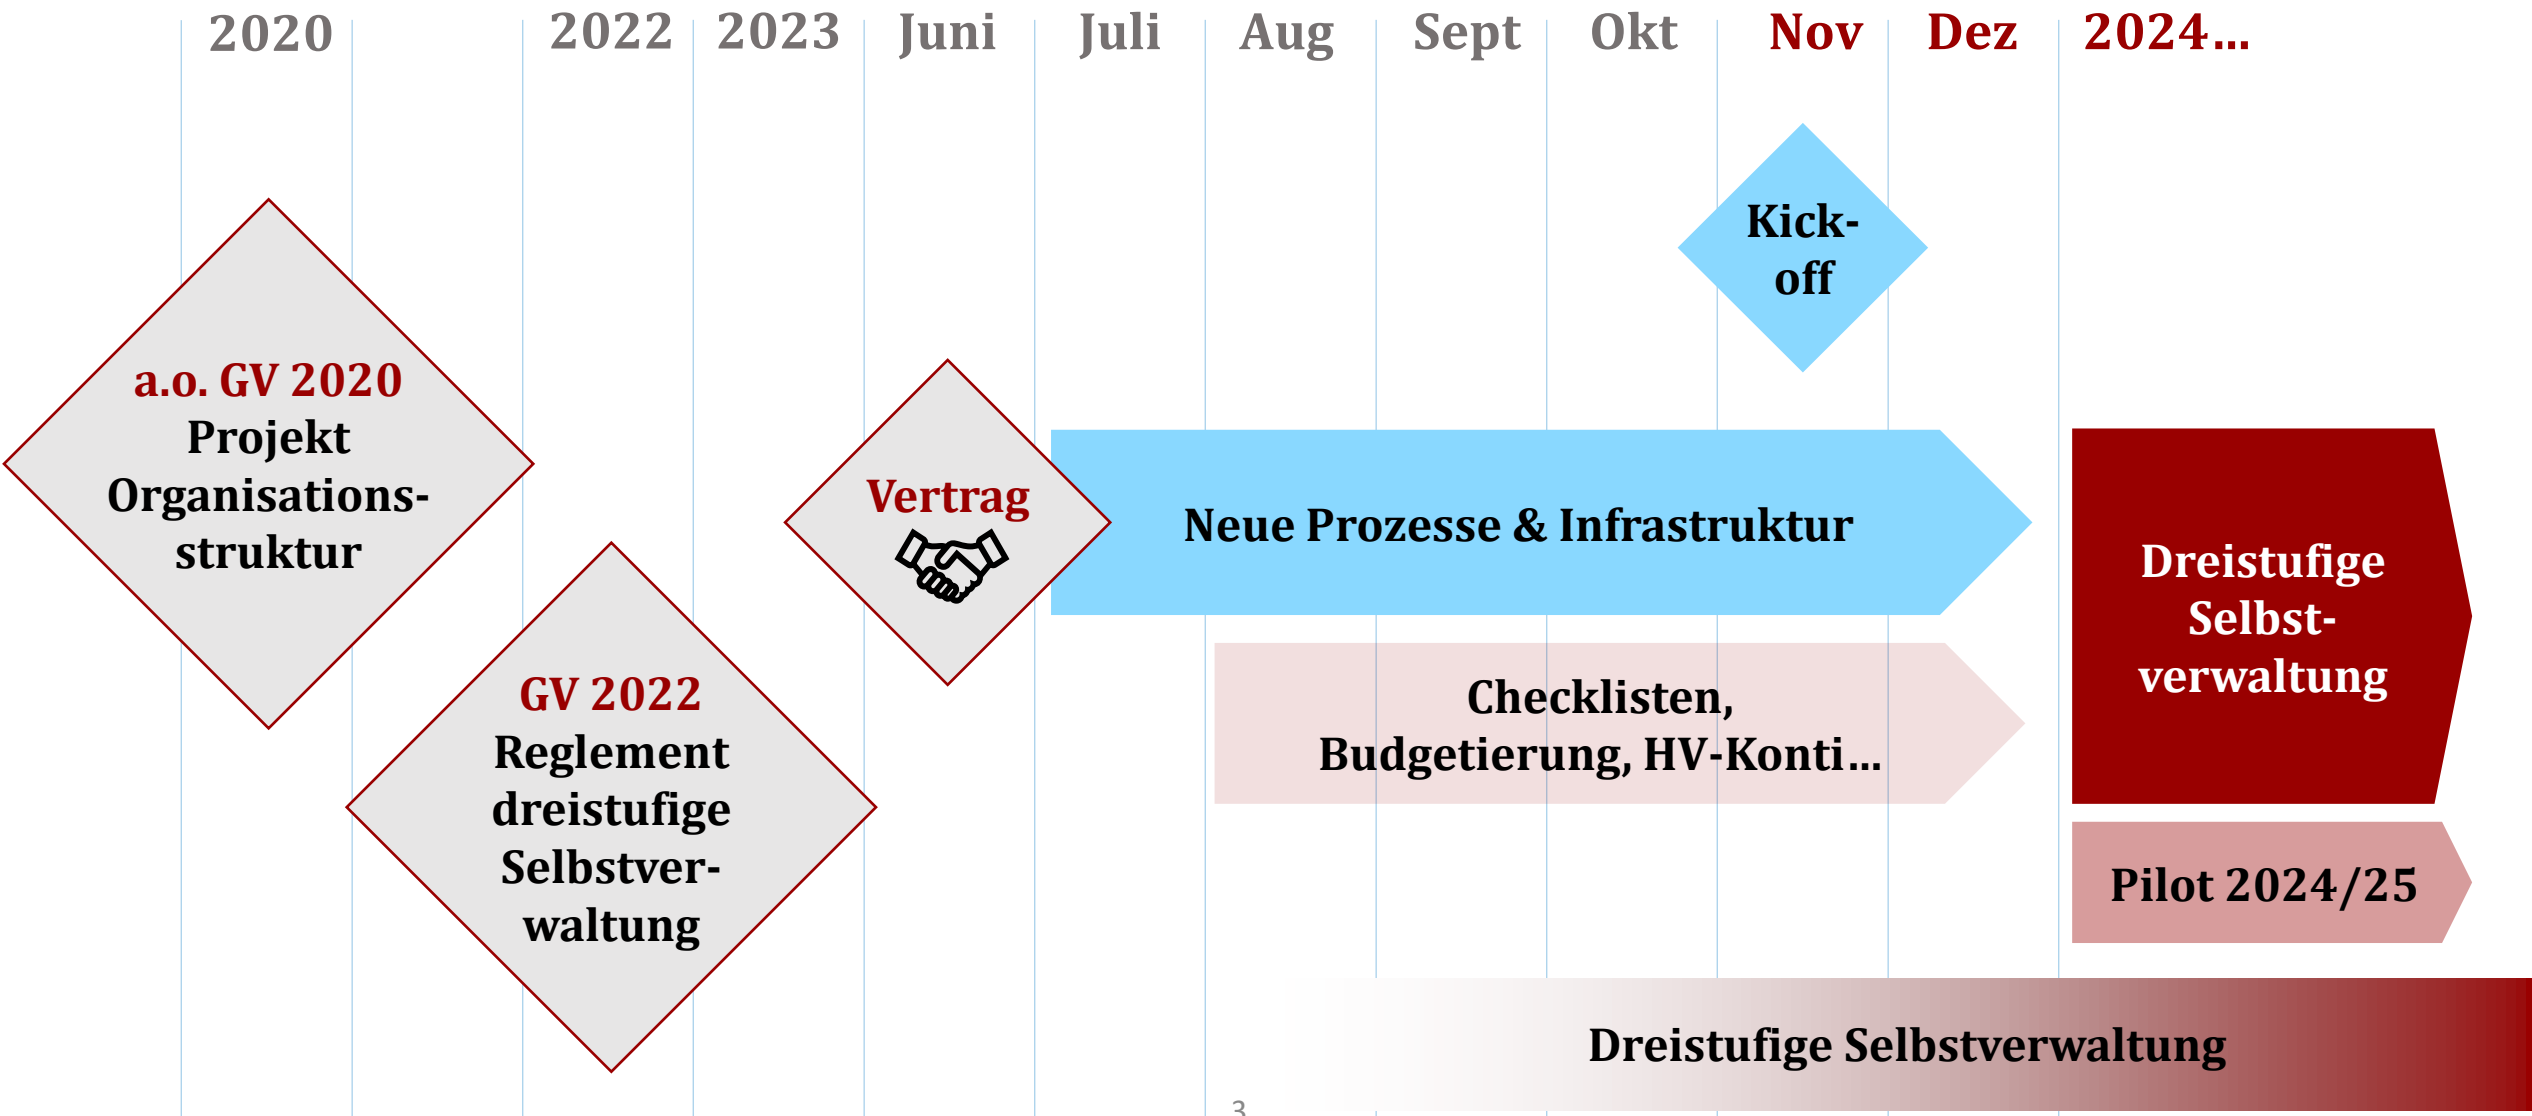 2020 2022 2023 Juni Juli Aug Sept Okt Nov Dez 2024...
Kick-
off
a.o. GV 2020
Projekt
Organisations-
struktur
GV 2022
Reglement
dreistufige
Selbstver-
waltung
Vertrag
Neue Prozesse & Infrastruktur
Checklisten,
Budgetierung, HV-Konti...
Dreistufige
Selbst-
verwaltung
Pilot 2024/25
Dreistufige Selbstverwaltung
3